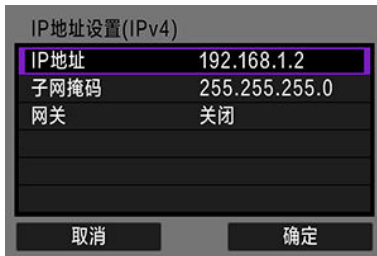 IP地址设置(IPv4)
IP地址 192.168.1.2
子网掩码 255.255.255.0
网关 关闭
取消 确定